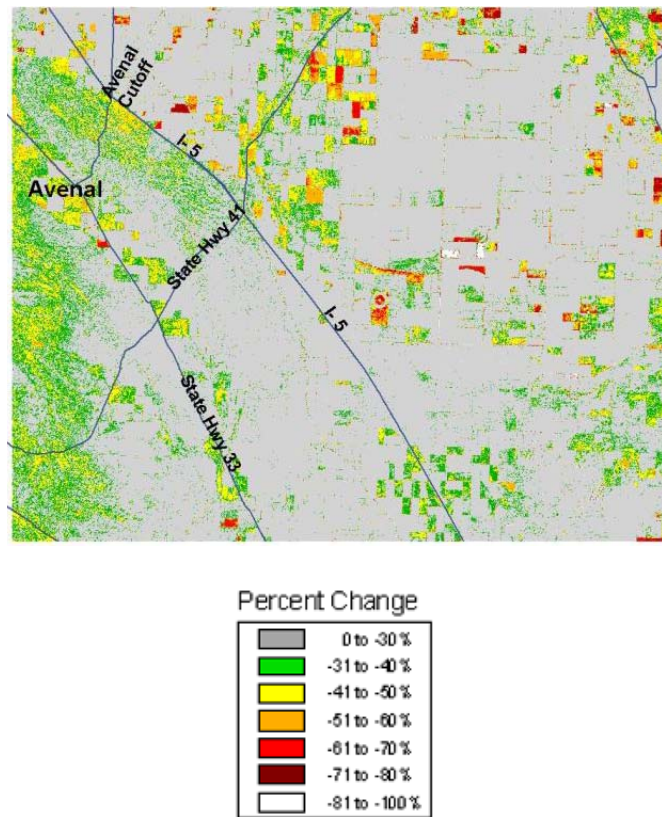 Avenal
Cutoff
I- 5
Avenal
State Hwy 41
I- 5
State Hwy 33
Percent Change
0 to -30%
-31 to -40%
-41 to -50%
-51 to -60%
-61 to -70%
-71 to -80%
-81 to -100%